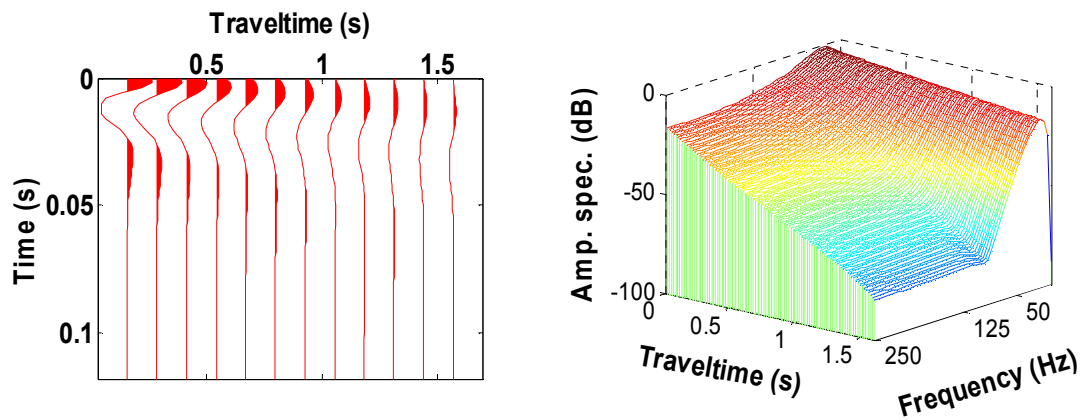 Traveltime (s)
0.5 1 1.5
0
0.05
0.1
Time (s)
0
-50
-100
Amp. spec. (dB)
0
0.5
1
1.5
Traveltime (s)
250
125
50
Frequency (Hz)